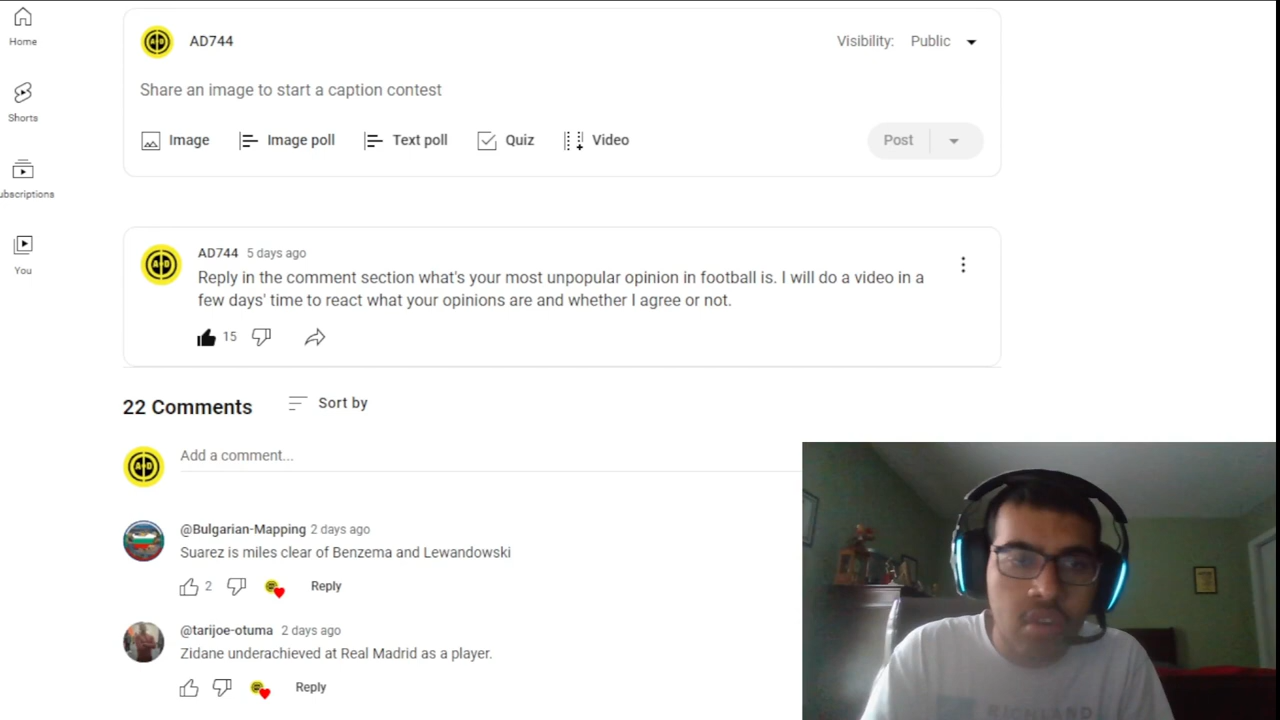 Home
Shorts
ubscriptions
You
AD744
Visibility: Public
Share an image to start a caption contest
Image
Image poll
Text poll
Quiz
Video
Post
AD744 5 days ago
Reply in the comment section what's your most unpopular opinion in football is. I will do a video in a
few days' time to react what your opinions are and whether I agree or not.
15
22 Comments
Sort by
Add a comment...
@Bulgarian-Mapping 2 days ago
Suarez is miles clear of Benzema and Lewandowski
2
Reply
@tarijoe-otuma 2 days ago
Zidane underachieved at Real Madrid as a player.
Reply